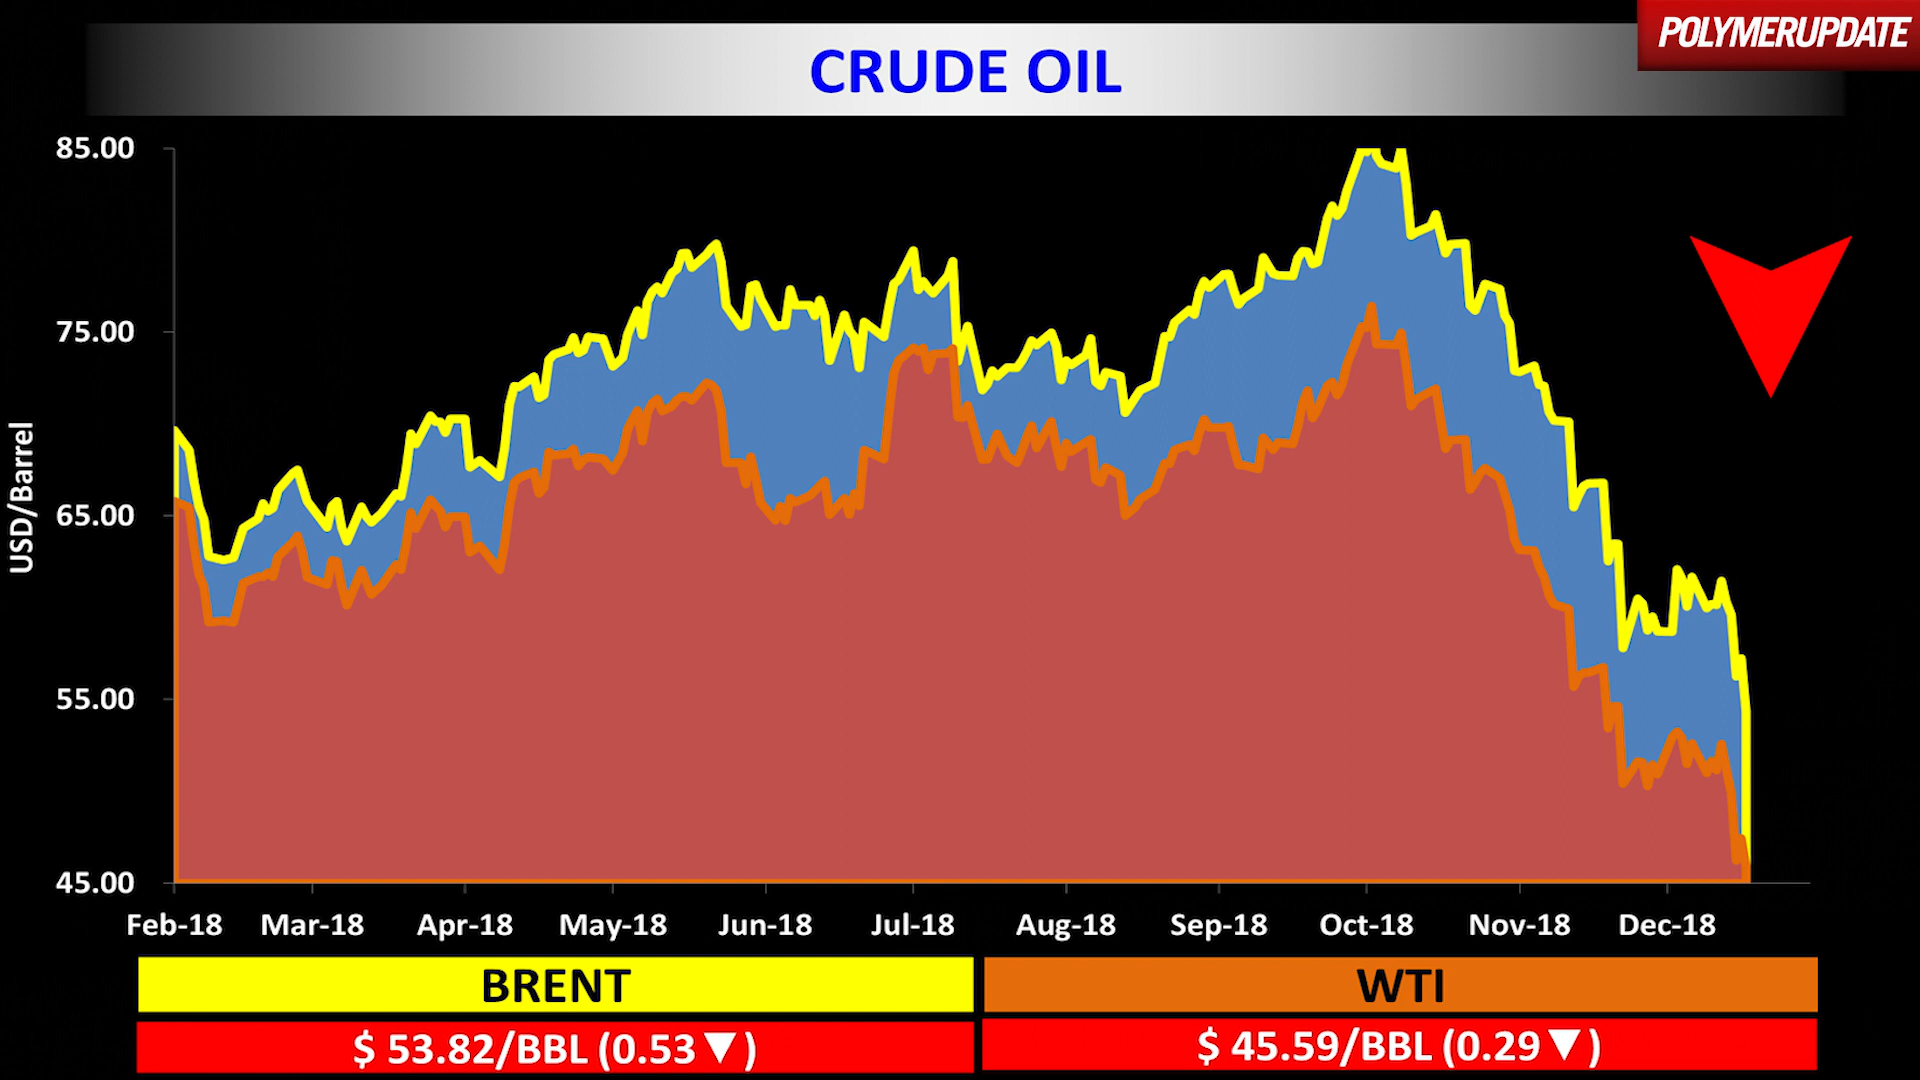 POLYMERUPDATE
CRUDE OIL
85.00
75.00
65.00
55.00
45.00
USD/Barrel
Feb-18 Mar-18 Apr-18 May-18 Jun-18 Jul-18 Aug-18 Sep-18 Oct-18 Nov-18 Dec-18
BRENT WTI
$ 53.82/BBL (0.53▼) $ 45.59/BBL (0.29▼)